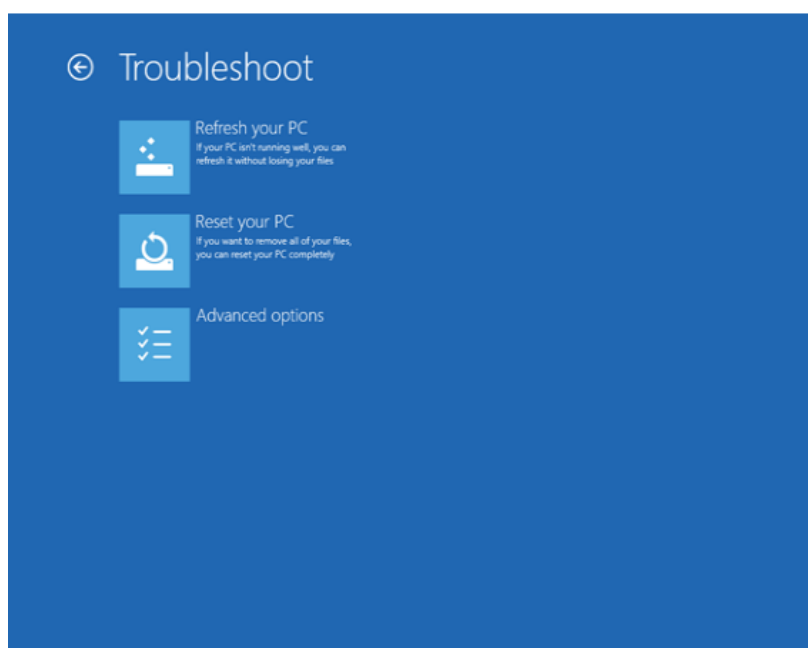 Troubleshoot
Refresh your PC
If your PC isn't running well, you can
refresh it without losing your files
Reset your PC
If you want to remove all of your files,
you can reset your PC completely
Advanced options